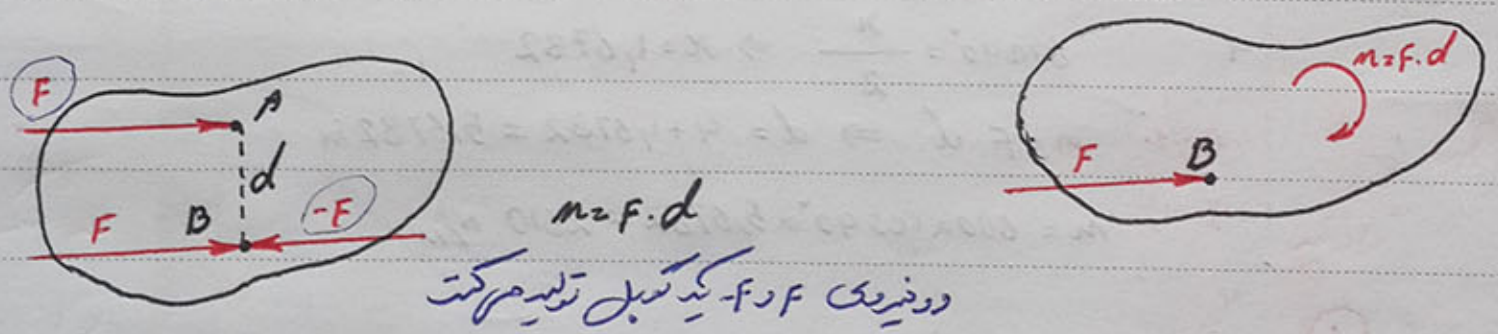 F
A
d
F B -F
m = F.d
دو نیروی F و -F یک کوپل تولید می‌کنند
m = F.d
F B